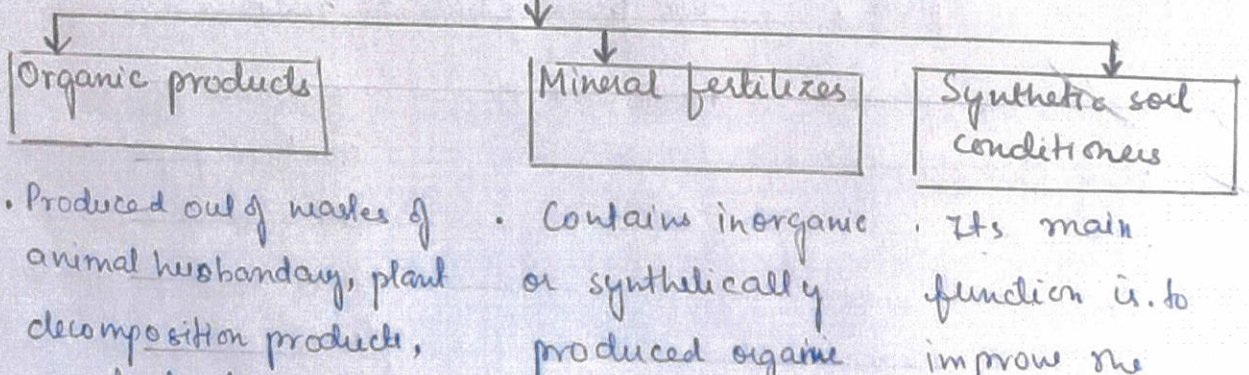 Organic products
Mineral fertilizes
Synthetic soil
conditioners
. Produced out of wastes of
animal husbanday, plant
decomposition products,
. Contains inorganic
or synthetically
produced organic
. Its main
function is to
improve the